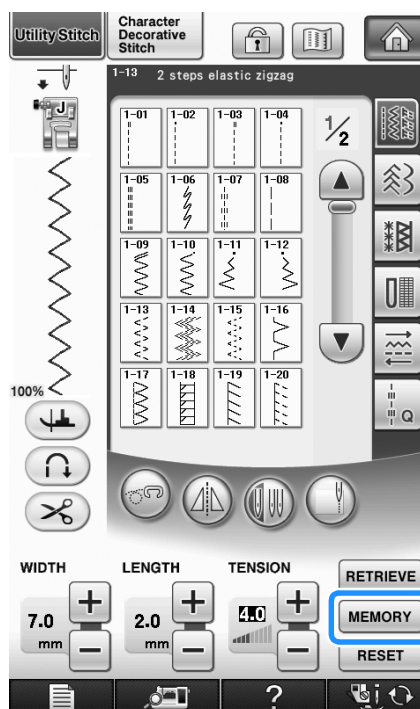 Utility Stitch
Character
Decorative
Stitch
1-13 2 steps elastic zigzag
J
1-01 1-02 1-03 1-04
1/2
1-05 1-06 1-07 1-08
1-09 1-10 1-11 1-12
1-13 1-14 1-15 1-16
1-17 1-18 1-19 1-20
100%
Q
WIDTH LENGTH TENSION
RETRIEVE
7.0 mm
2.0 mm
4.0
MEMORY
RESET
?